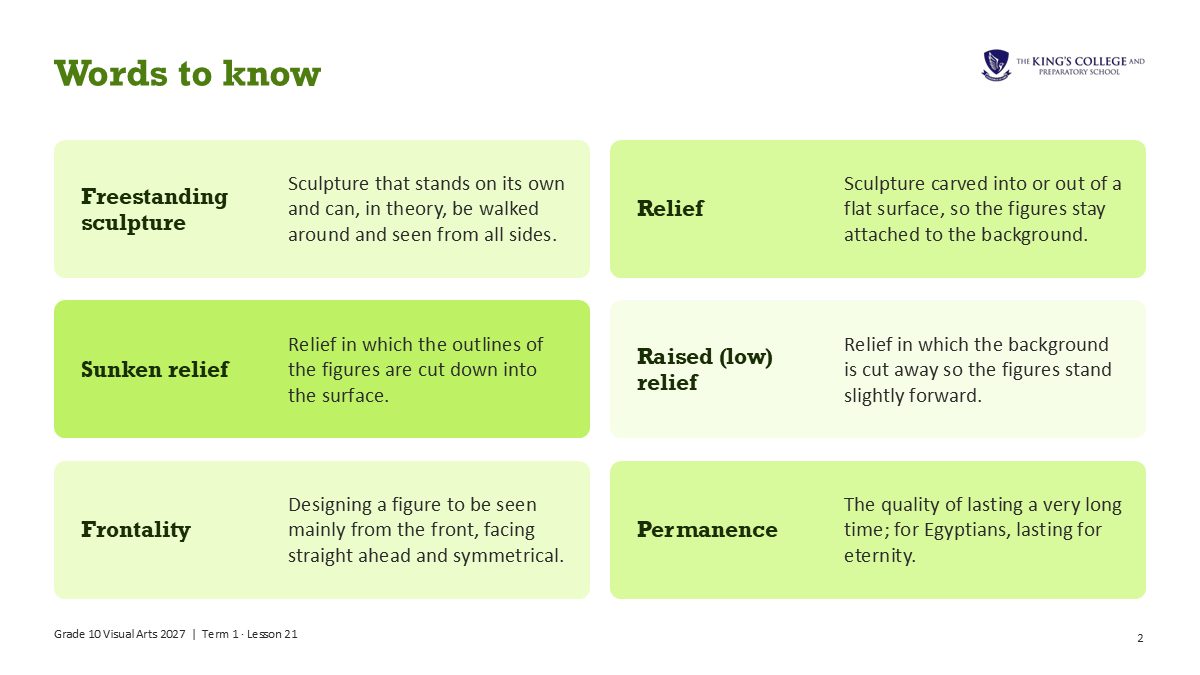 Words to know
THE KING'S COLLEGE AND
PREPARATORY SCHOOL
Freestanding
sculpture
Sculpture that stands on its own
and can, in theory, be walked
around and seen from all sides.
Relief
Sculpture carved into or out of a
flat surface, so the figures stay
attached to the background.
Sunken relief
Relief in which the outlines of
the figures are cut down into
the surface.
Raised (low)
relief
Relief in which the background
is cut away so the figures stand
slightly forward.
Frontality
Designing a figure to be seen
mainly from the front, facing
straight ahead and symmetrical.
Permanence
The quality of lasting a very long
time; for Egyptians, lasting for
eternity.
Grade 10 Visual Arts 2027 | Term 1 · Lesson 21
2